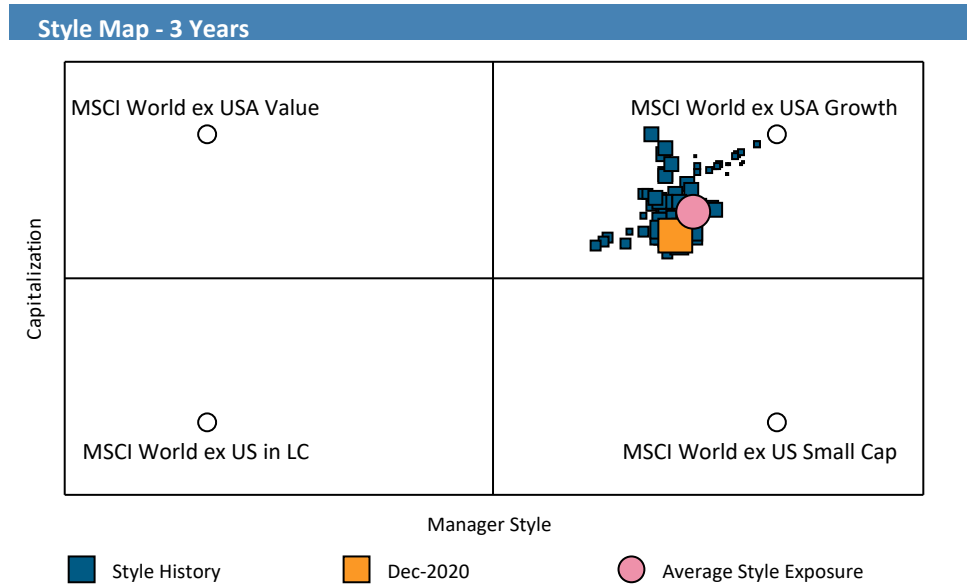 Style Map - 3 Years
MSCI World ex USA Value
MSCI World ex USA Growth
Capitalization
MSCI World ex US in LC
MSCI World ex US Small Cap
Manager Style
Style History
Dec-2020
Average Style Exposure